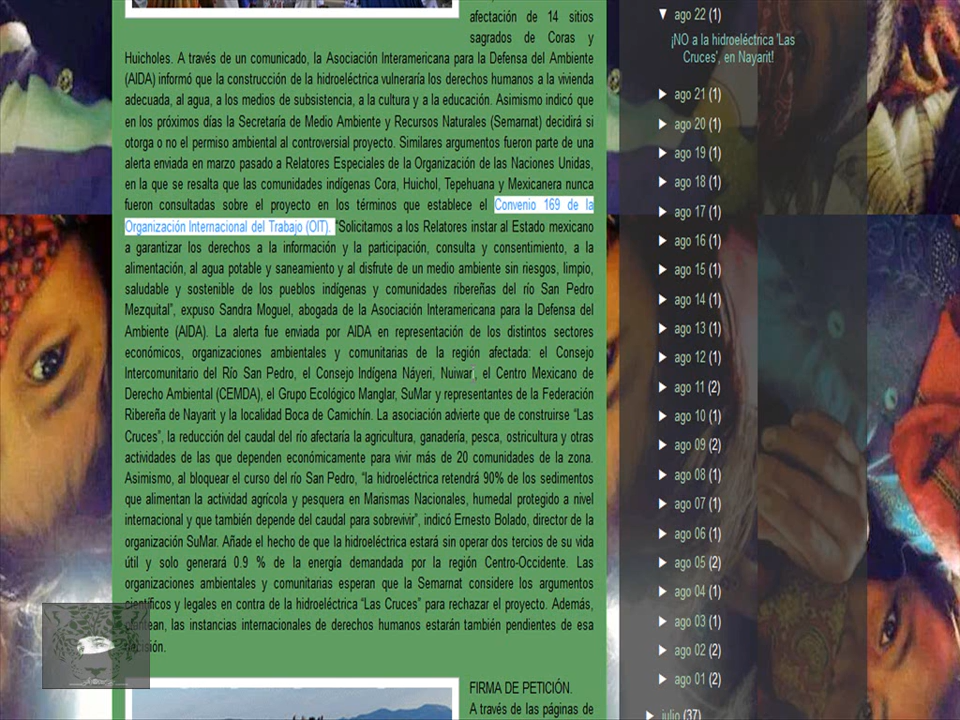 afectación de 14 sitios
sagrados de Coras y
Huicholes. A través de un comunicado, la Asociación Interamericana para la Defensa del Ambiente
(AIDA) informó que la construcción de la hidroeléctrica vulneraría los derechos humanos a la vivienda
adecuada, al agua, a los medios de subsistencia, a la cultura y a la educación. Asimismo indicó que
en los próximos días la Secretaría de Medio Ambiente y Recursos Naturales (Semarnat) decidirá si
otorga o no el permiso ambiental al controversial proyecto. Similares argumentos fueron parte de una
alerta enviada en marzo pasado a Relatores Especiales de la Organización de las Naciones Unidas,
en la que se resalta que las comunidades indígenas Cora, Huichol, Tepehuana y Mexicanera nunca
fueron consultadas sobre el proyecto en los términos que establece el Convenio 169 de la
Organización Internacional del Trabajo (OIT). “Solicitamos a los Relatores instar al Estado mexicano
a garantizar los derechos a la información y la participación, consulta y consentimiento, a la
alimentación, al agua potable y saneamiento y al disfrute de un medio ambiente sin riesgos, limpio,
saludable y sostenible de los pueblos indígenas y comunidades ribereñas del río San Pedro
Mezquital”, expuso Sandra Moguel, abogada de la Asociación Interamericana para la Defensa del
Ambiente (AIDA). La alerta fue enviada por AIDA en representación de los distintos sectores
económicos, organizaciones ambientales y comunitarias de la región afectada: el Consejo
Intercomunitario del Río San Pedro, el Consejo Indígena Náyeri, Nuiwari, el Centro Mexicano de
Derecho Ambiental (CEMDA), el Grupo Ecológico Manglar, SuMar y representantes de la Federación
Ribereña de Nayarit y la localidad Boca de Camichín. La asociación advierte que de construirse “Las
Cruces”, la reducción del caudal del río afectaría la agricultura, ganadería, pesca, ostricultura y otras
actividades de las que dependen económicamente para vivir más de 20 comunidades de la zona.
Asimismo, al bloquear el curso del río San Pedro, “la hidroeléctrica retendrá 90% de los sedimentos
que alimentan la actividad agrícola y pesquera en Marismas Nacionales, humedal protegido a nivel
internacional y que también depende del caudal para sobrevivir”, indicó Ernesto Bolado, director de la
organización SuMar. Añade el hecho de que la hidroeléctrica estará sin operar dos tercios de su vida
útil y solo generará 0.9 % de la energía demandada por la región Centro-Occidente. Las
organizaciones ambientales y comunitarias esperan que la Semarnat considere los argumentos
científicos y legales en contra de la hidroeléctrica “Las Cruces” para rechazar el proyecto. Además,
plantean, las instancias internacionales de derechos humanos estarán también pendientes de esa
decisión.
FIRMA DE PETICIÓN.
A través de las páginas de
▼ ago 22 (1)
¡NO a la hidroeléctrica 'Las
Cruces', en Nayarit!
► ago 21 (1)
► ago 20 (1)
► ago 19 (1)
► ago 18 (1)
► ago 17 (1)
► ago 16 (1)
► ago 15 (1)
► ago 14 (1)
► ago 13 (1)
► ago 12 (1)
► ago 11 (2)
► ago 10 (1)
► ago 09 (2)
► ago 08 (1)
► ago 07 (1)
► ago 06 (1)
► ago 05 (2)
► ago 04 (1)
► ago 03 (1)
► ago 02 (2)
► ago 01 (2)
► julio (37)